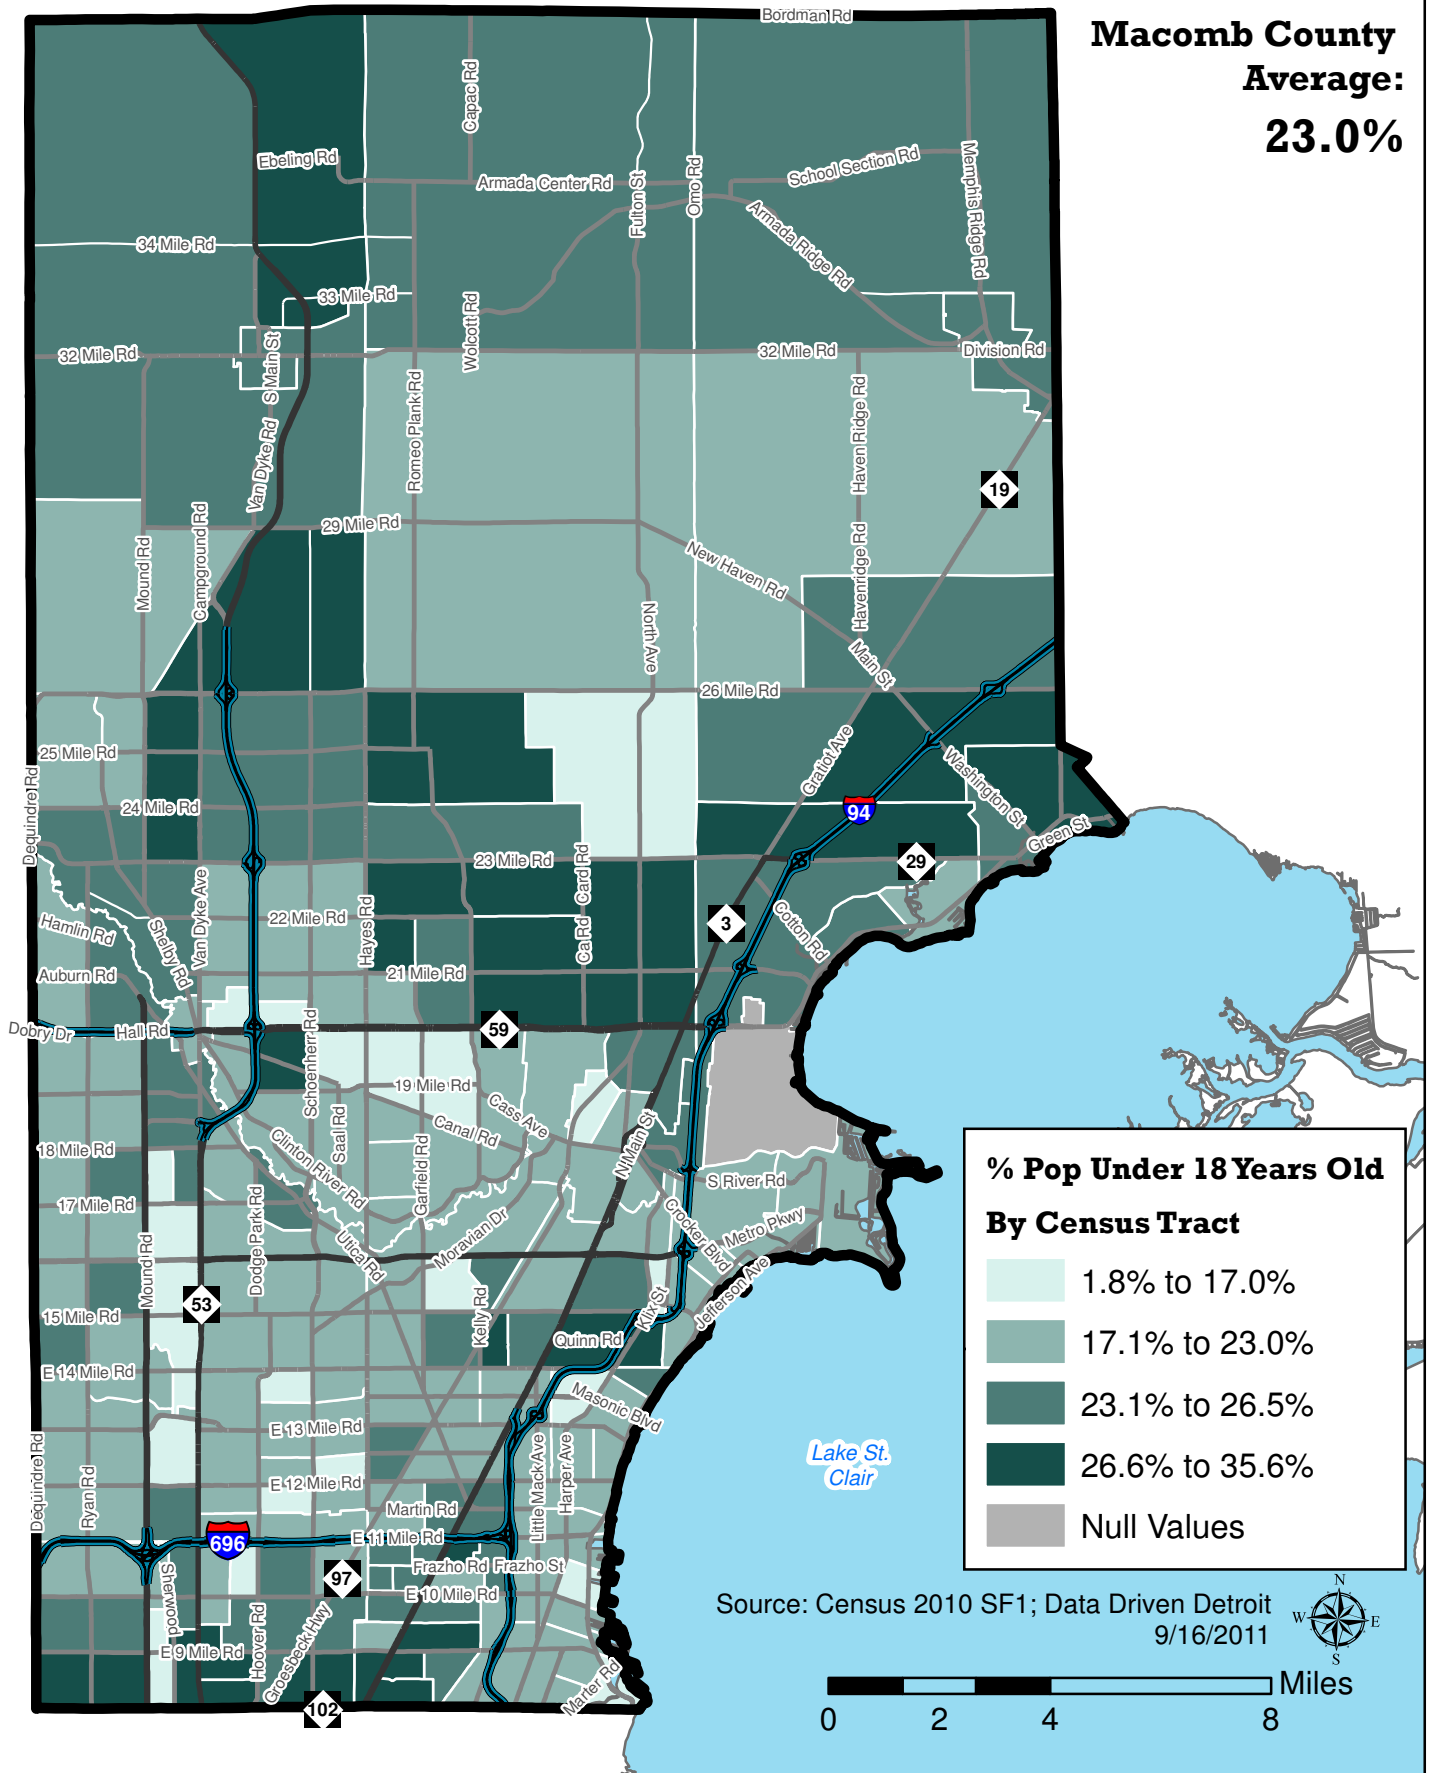 Bordman Rd
Macomb County
Average:
23.0%
Capac Rd
Ebeling Rd
Armada Center Rd
Fulton St
Omo Rd
School Section Rd
Memphis Ridge Rd
Armada Ridge Rd
34 Mile Rd
33 Mile Rd
Wolcott Rd
32 Mile Rd
S Main St
32 Mile Rd
Division Rd
Romeo Plank Rd
Haven Ridge Rd
Van Dyke Rd
19
29 Mile Rd
Mound Rd
Campground Rd
New Haven Rd
Havenridge Rd
North Ave
Main St
26 Mile Rd
25 Mile Rd
Gratiot Ave
Washington St
Dequindre Rd
24 Mile Rd
94
Green St
23 Mile Rd
Card Rd
29
Van Dyke Ave
Hayes Rd
22 Mile Rd
Hamlin Rd
Shelby Rd
3
Cotton Rd
Ca Rd
Auburn Rd
21 Mile Rd
Dobry Dr
Hall Rd
59
Schoenherr Rd
19 Mile Rd
Cass Ave
Canal Rd
Saal Rd
N Main St
18 Mile Rd
Clinton River Rd
Garfield Rd
S River Rd
17 Mile Rd
Dodge Park Rd
Crocker Blvd
Metro Pkwy
Moravian Dr
Utica Rd
Mound Rd
Jefferson Ave
53
15 Mile Rd
Kelly Rd
Klix St
Quinn Rd
E 14 Mile Rd
Masonic Blvd
E 13 Mile Rd
Dequindre Rd
Ryan Rd
E 12 Mile Rd
Little Mack Ave
Harper Ave
Martin Rd
E 11 Mile Rd
696
Frazho Rd
Frazho St
97
E 10 Mile Rd
Sherwood
Hoover Rd
Groesbeck Hwy
E 9 Mile Rd
Marter Rd
102
Lake St.
Clair
% Pop Under 18 Years Old
By Census Tract
1.8% to 17.0%
17.1% to 23.0%
23.1% to 26.5%
26.6% to 35.6%
Null Values
Source: Census 2010 SF1; Data Driven Detroit
9/16/2011
N
W
E
S
Miles
0
2
4
8